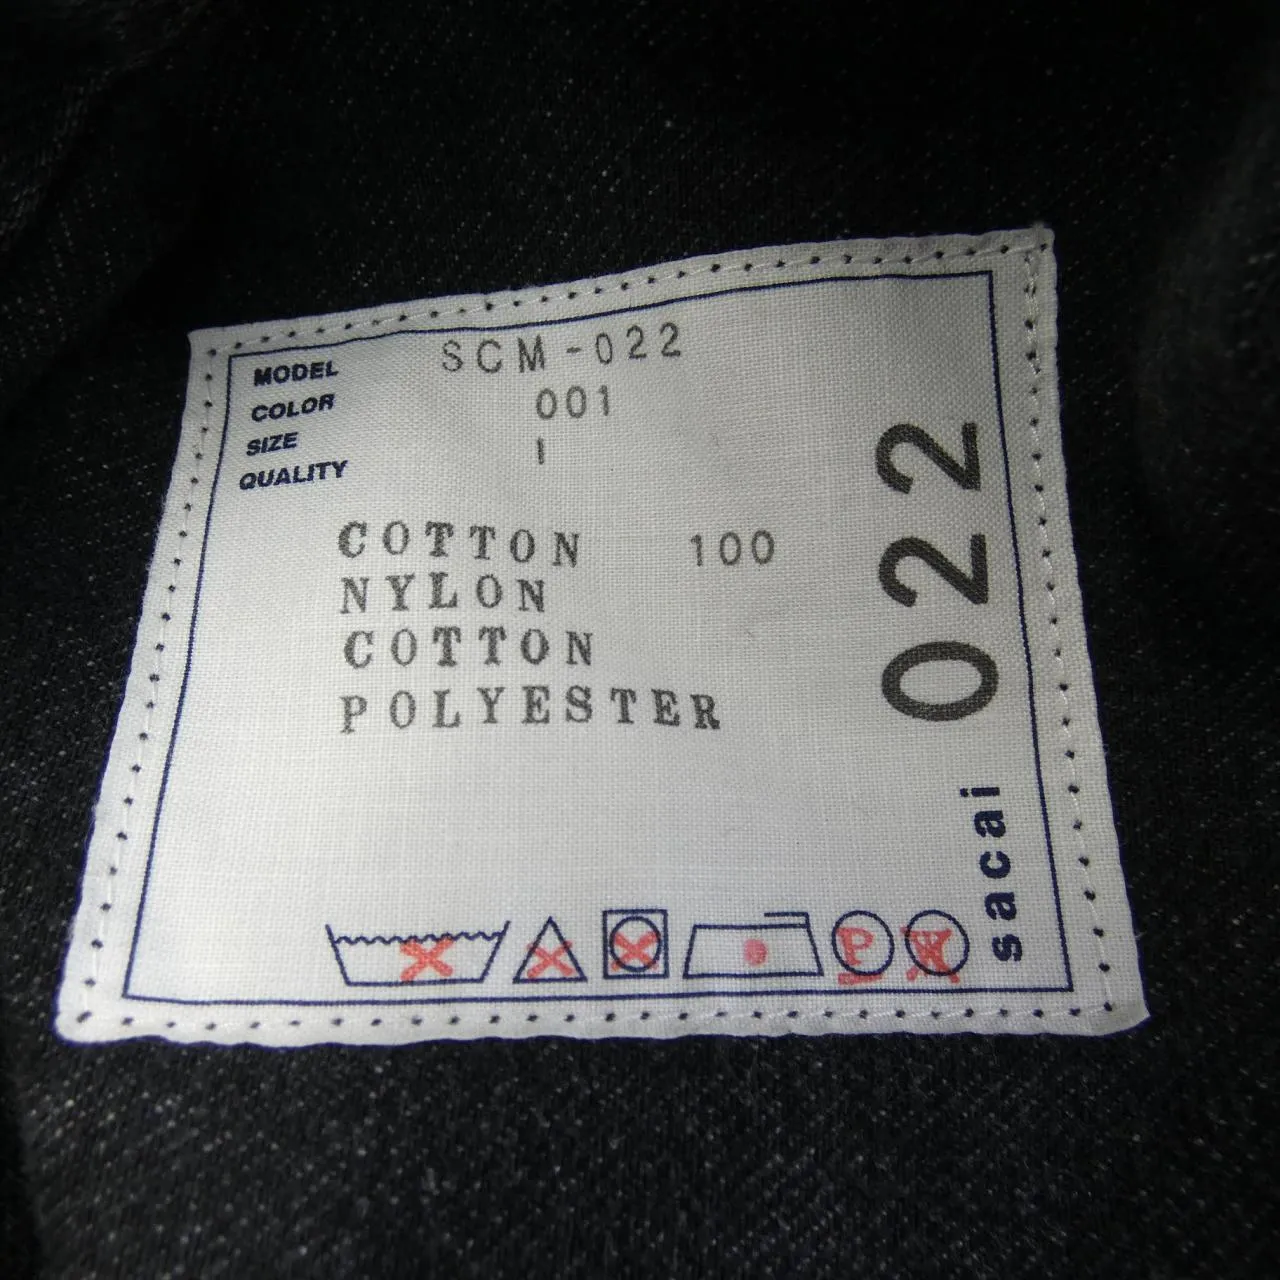 MODEL SCM-022
COLOR 001
SIZE 1
QUALITY
COTTON 100
NYLON
COTTON
POLYESTER
022
sacai
P
W